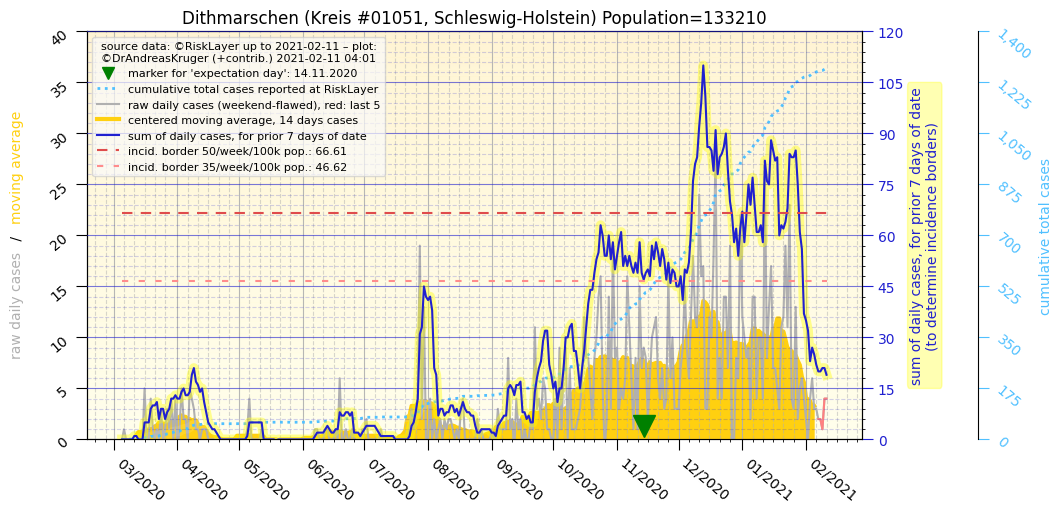 Dithmarschen (Kreis #01051, Schleswig-Holstein) Population=133210
source data: ©RiskLayer up to 2021-02-11 – plot:
©DrAndreasKruger (+contrib.) 2021-02-11 04:01
marker for 'expectation day': 14.11.2020
cumulative total cases reported at RiskLayer
raw daily cases (weekend-flawed), red: last 5
centered moving average, 14 days cases
sum of daily cases, for prior 7 days of date
incid. border 50/week/100k pop.: 66.61
incid. border 35/week/100k pop.: 46.62
raw daily cases / moving average
40
35
30
25
20
15
10
5
0
120
105
90
75
60
45
30
15
0
sum of daily cases, for prior 7 days of date
(to determine incidence borders)
1,400
1,225
1,050
875
700
525
350
175
0
cumulative total cases
03/2020
04/2020
05/2020
06/2020
07/2020
08/2020
09/2020
10/2020
11/2020
12/2020
01/2021
02/2021